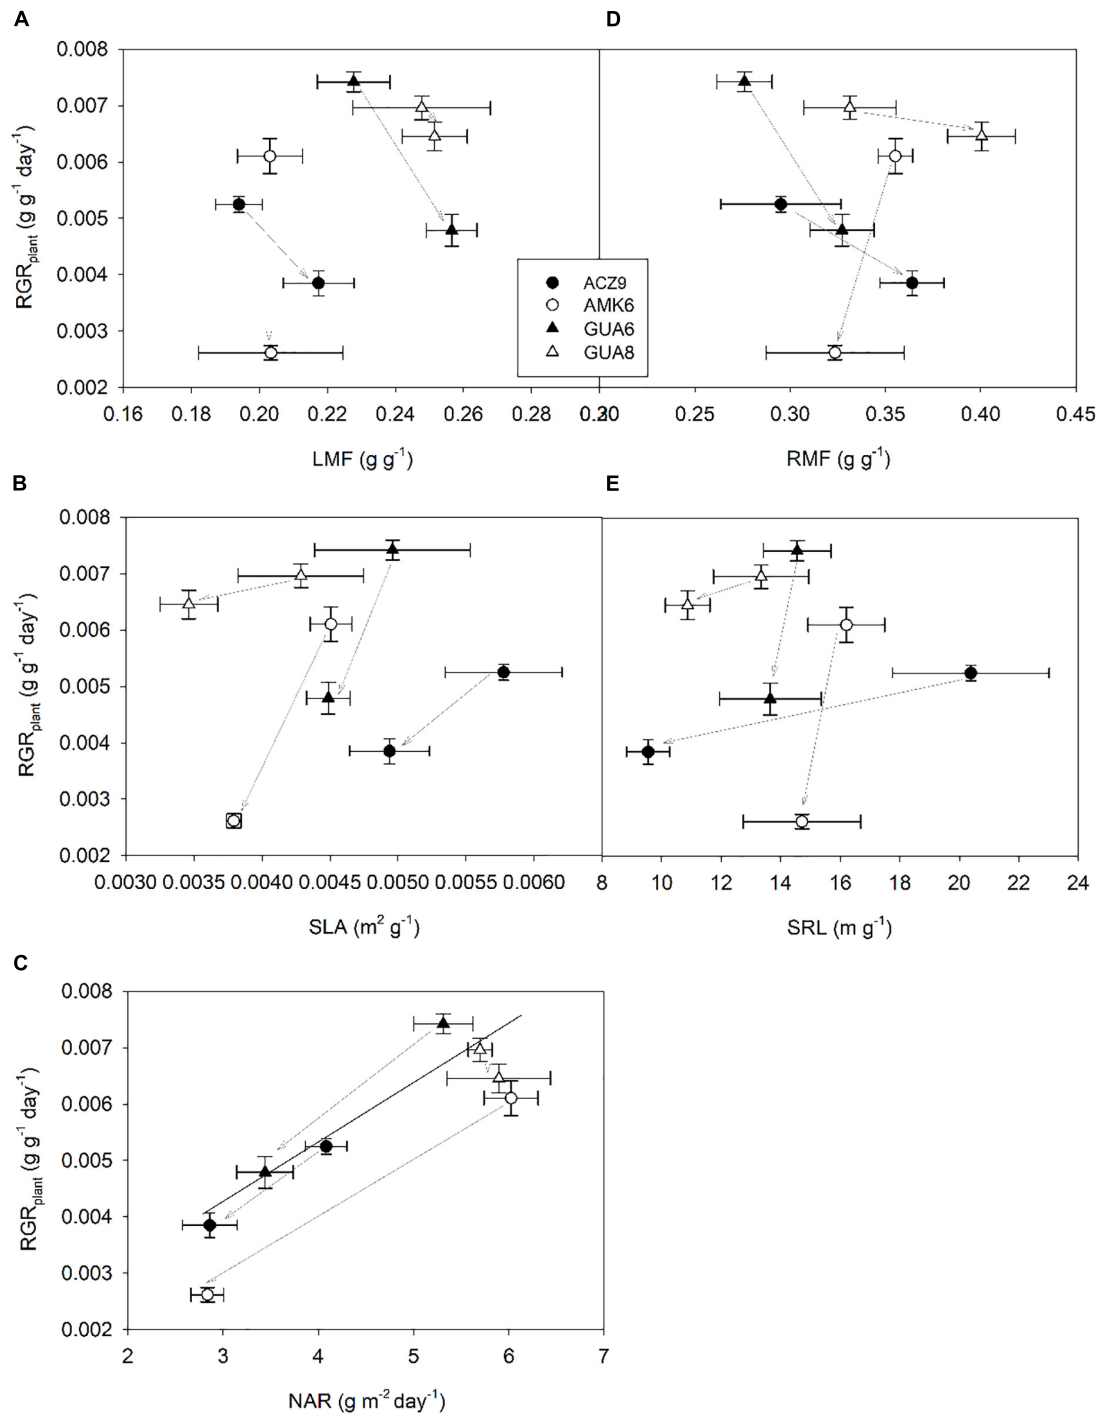 A
D
0.008
0.007
0.006
0.005
0.004
0.003
0.002
RGRplant (g g-1 day-1)
ACZ9
AMK6
GUA6
GUA8
0.16 0.18 0.20 0.22 0.24 0.26 0.28
0.25 0.30 0.35 0.40 0.45
LMF (g g-1)
RMF (g g-1)
B
E
0.008
0.007
0.006
0.005
0.004
0.003
0.002
RGRplant (g g-1 day-1)
0.0030 0.0035 0.0040 0.0045 0.0050 0.0055 0.0060
8 10 12 14 16 18 20 22 24
SLA (m2 g-1)
SRL (m g-1)
C
0.008
0.007
0.006
0.005
0.004
0.003
0.002
RGRplant (g g-1 day-1)
2 3 4 5 6 7
NAR (g m-2 day-1)